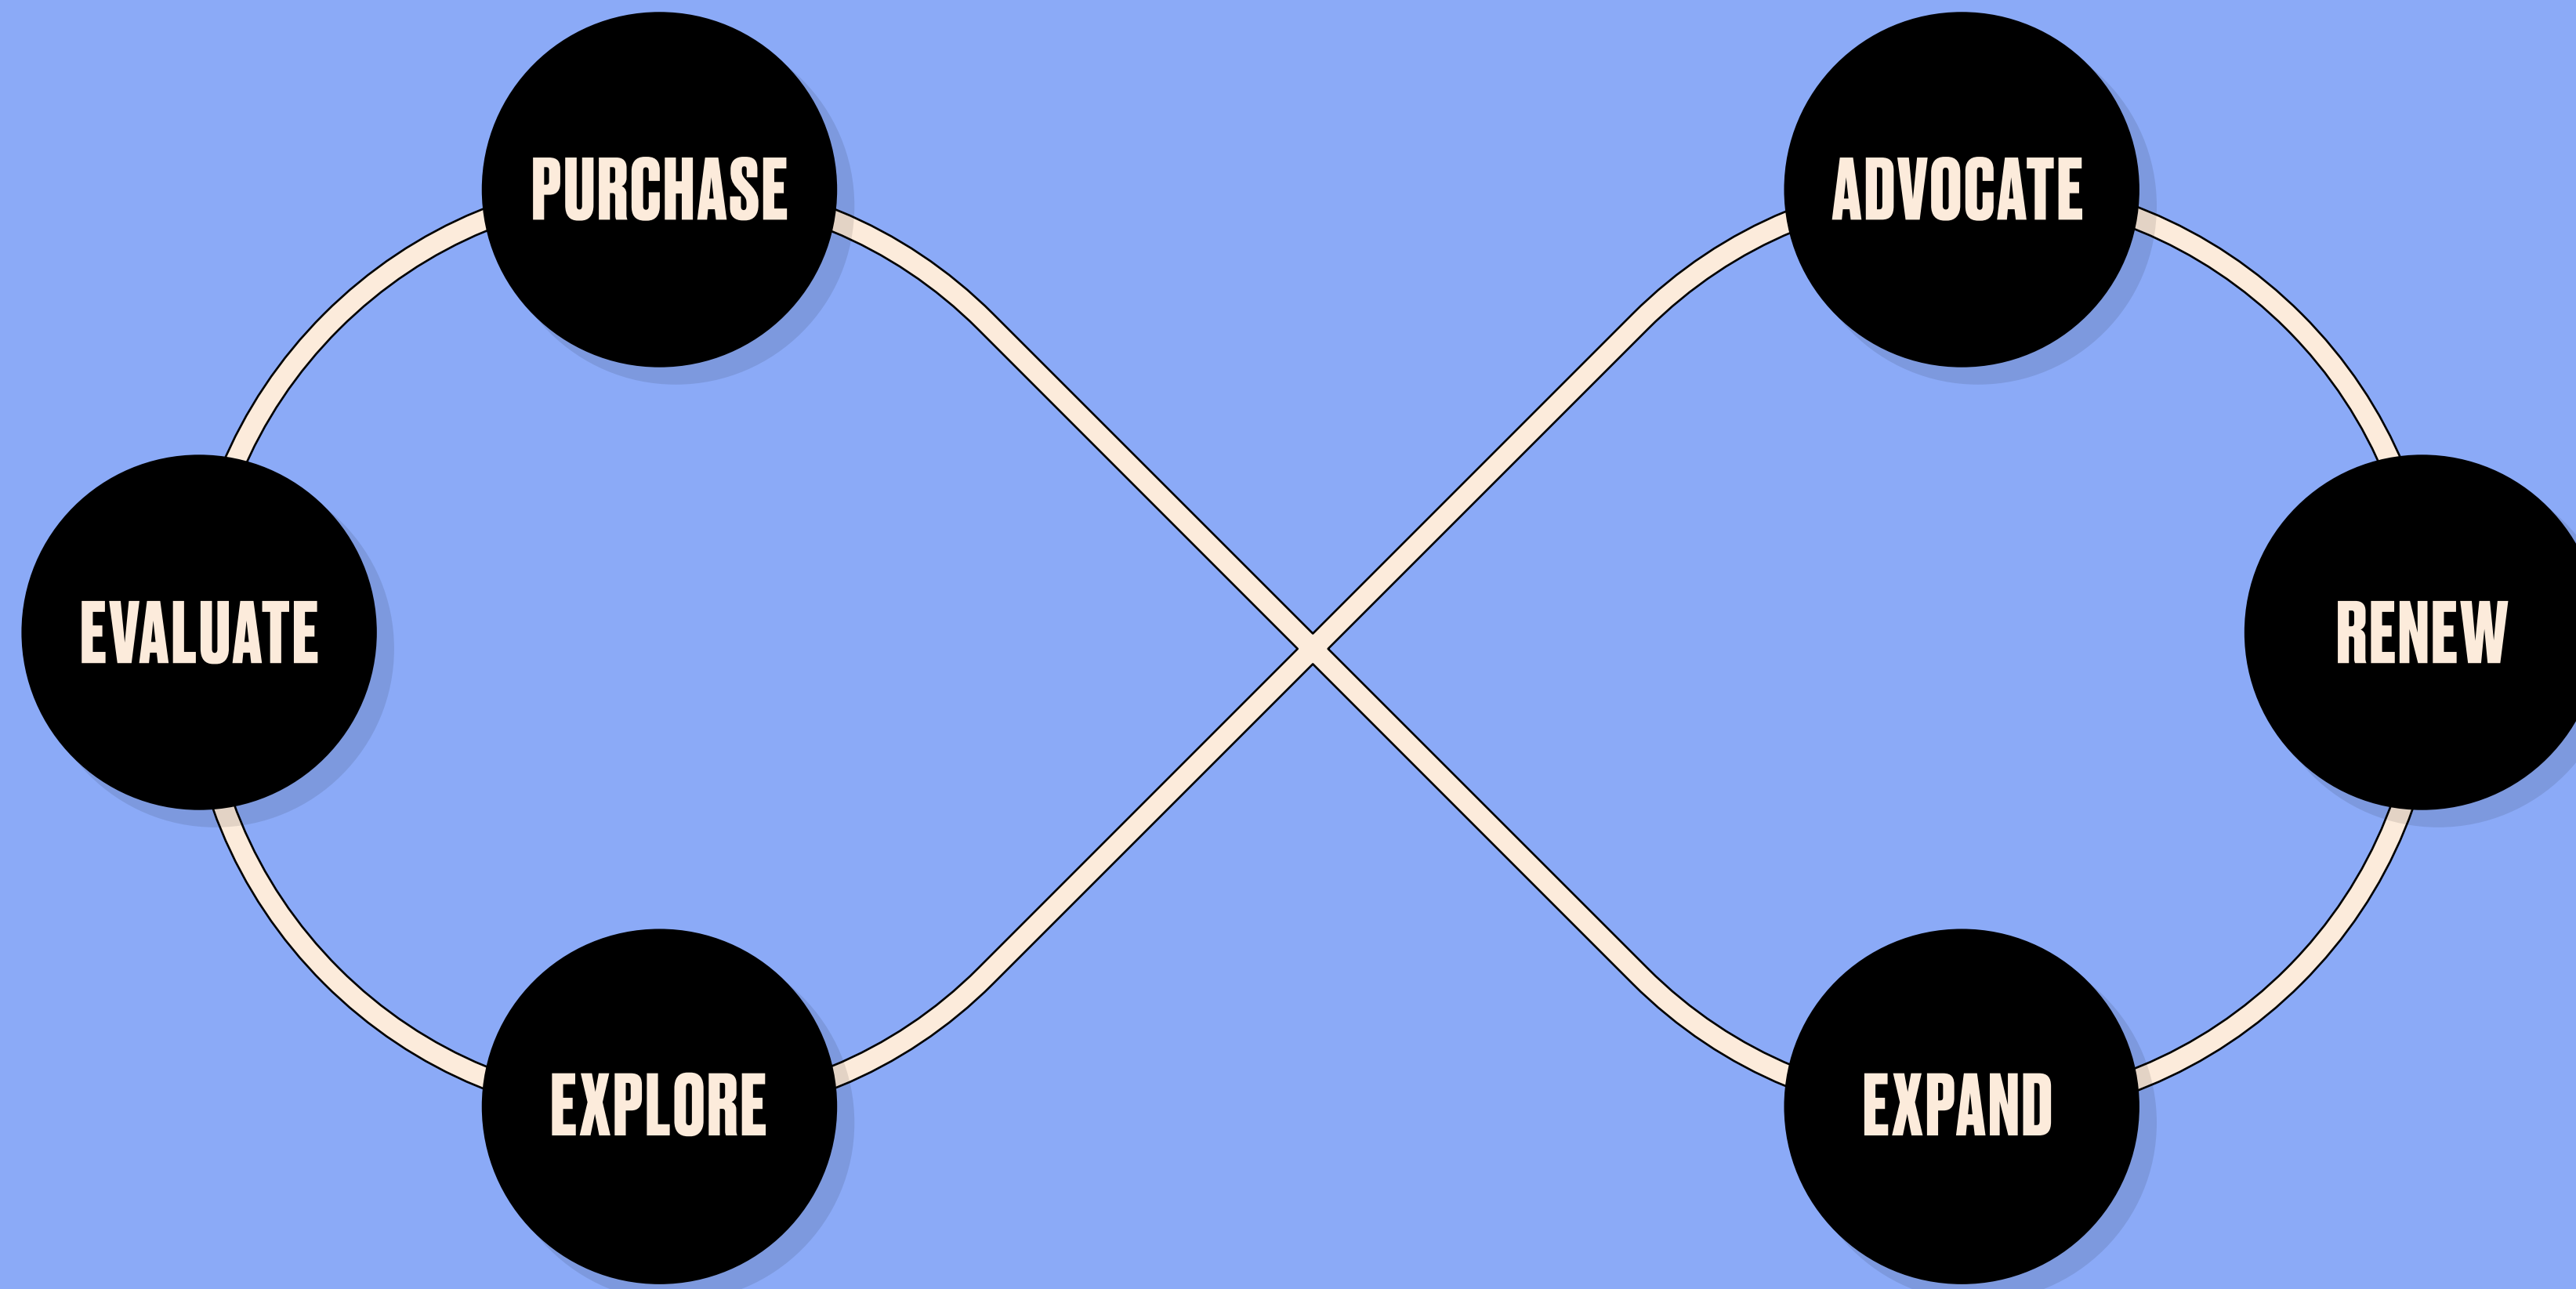 PURCHASE
ADVOCATE
EVALUATE
RENEW
EXPLORE
EXPAND